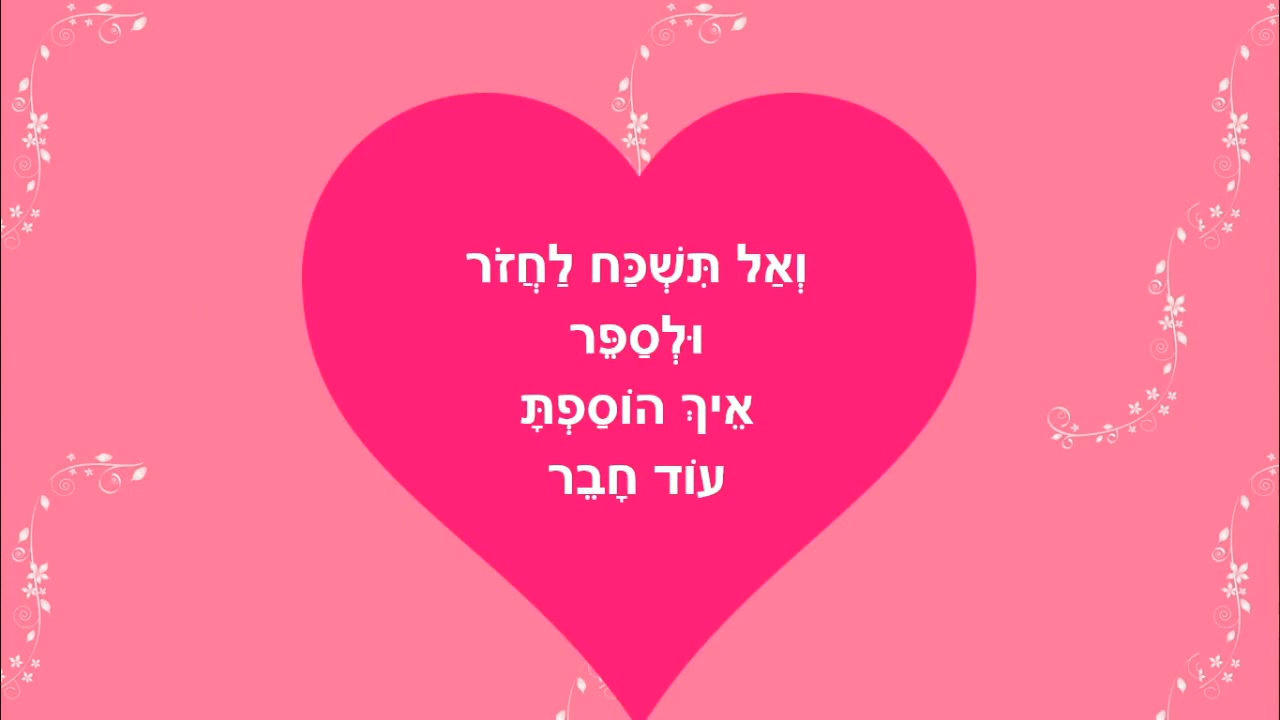 וְאַל תִּשְׁכַּח לַחֲזֹר
וּלְסַפֵּר
אֵיךְ הוֹסַפְתָּ
עוֹד חָבֵר